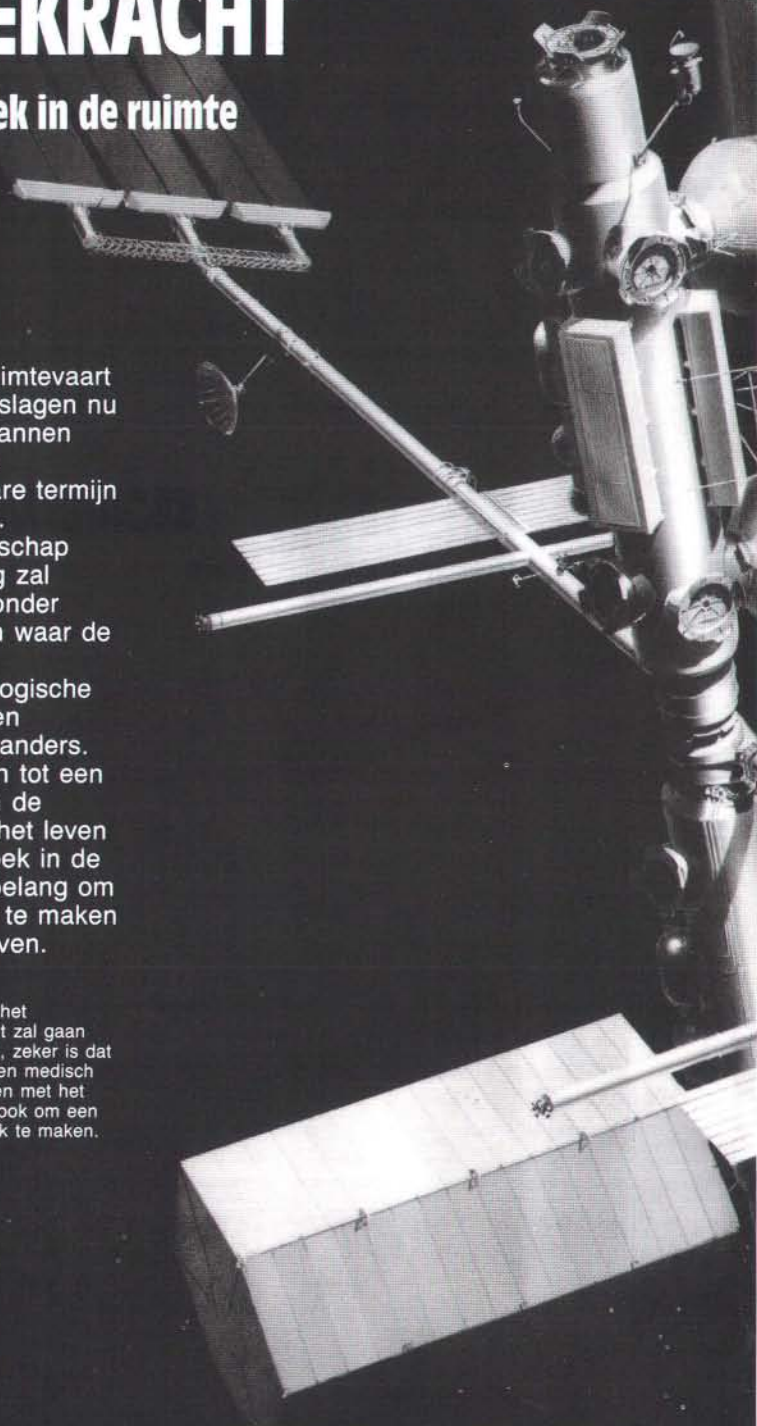 EKRACHT
ek in de ruimte
imtevaart
slagen nu
annen
are termijn
.
schap
g zal
onder
n waar de
ogische
en
anders.
n tot een
de
het leven
ek in de
belang om
te maken
ven.
het
t zal gaan
, zeker is dat
en medisch
en met het
ook om een
k te maken.